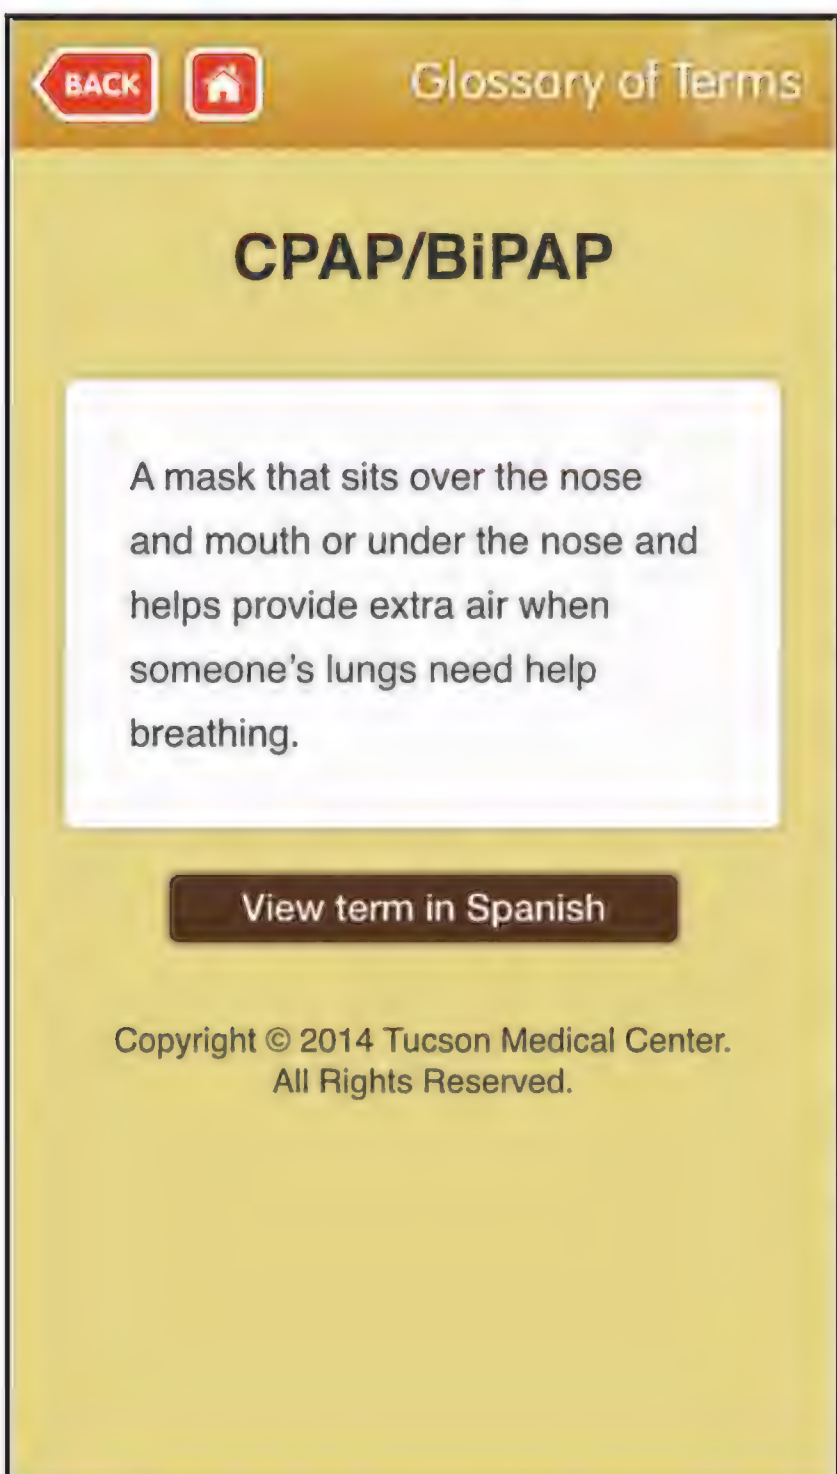 BACK
Glossary of Terms
CPAP/BiPAP
A mask that sits over the nose
and mouth or under the nose and
helps provide extra air when
someone's lungs need help
breathing.
View term in Spanish
Copyright © 2014 Tucson Medical Center.
All Rights Reserved.